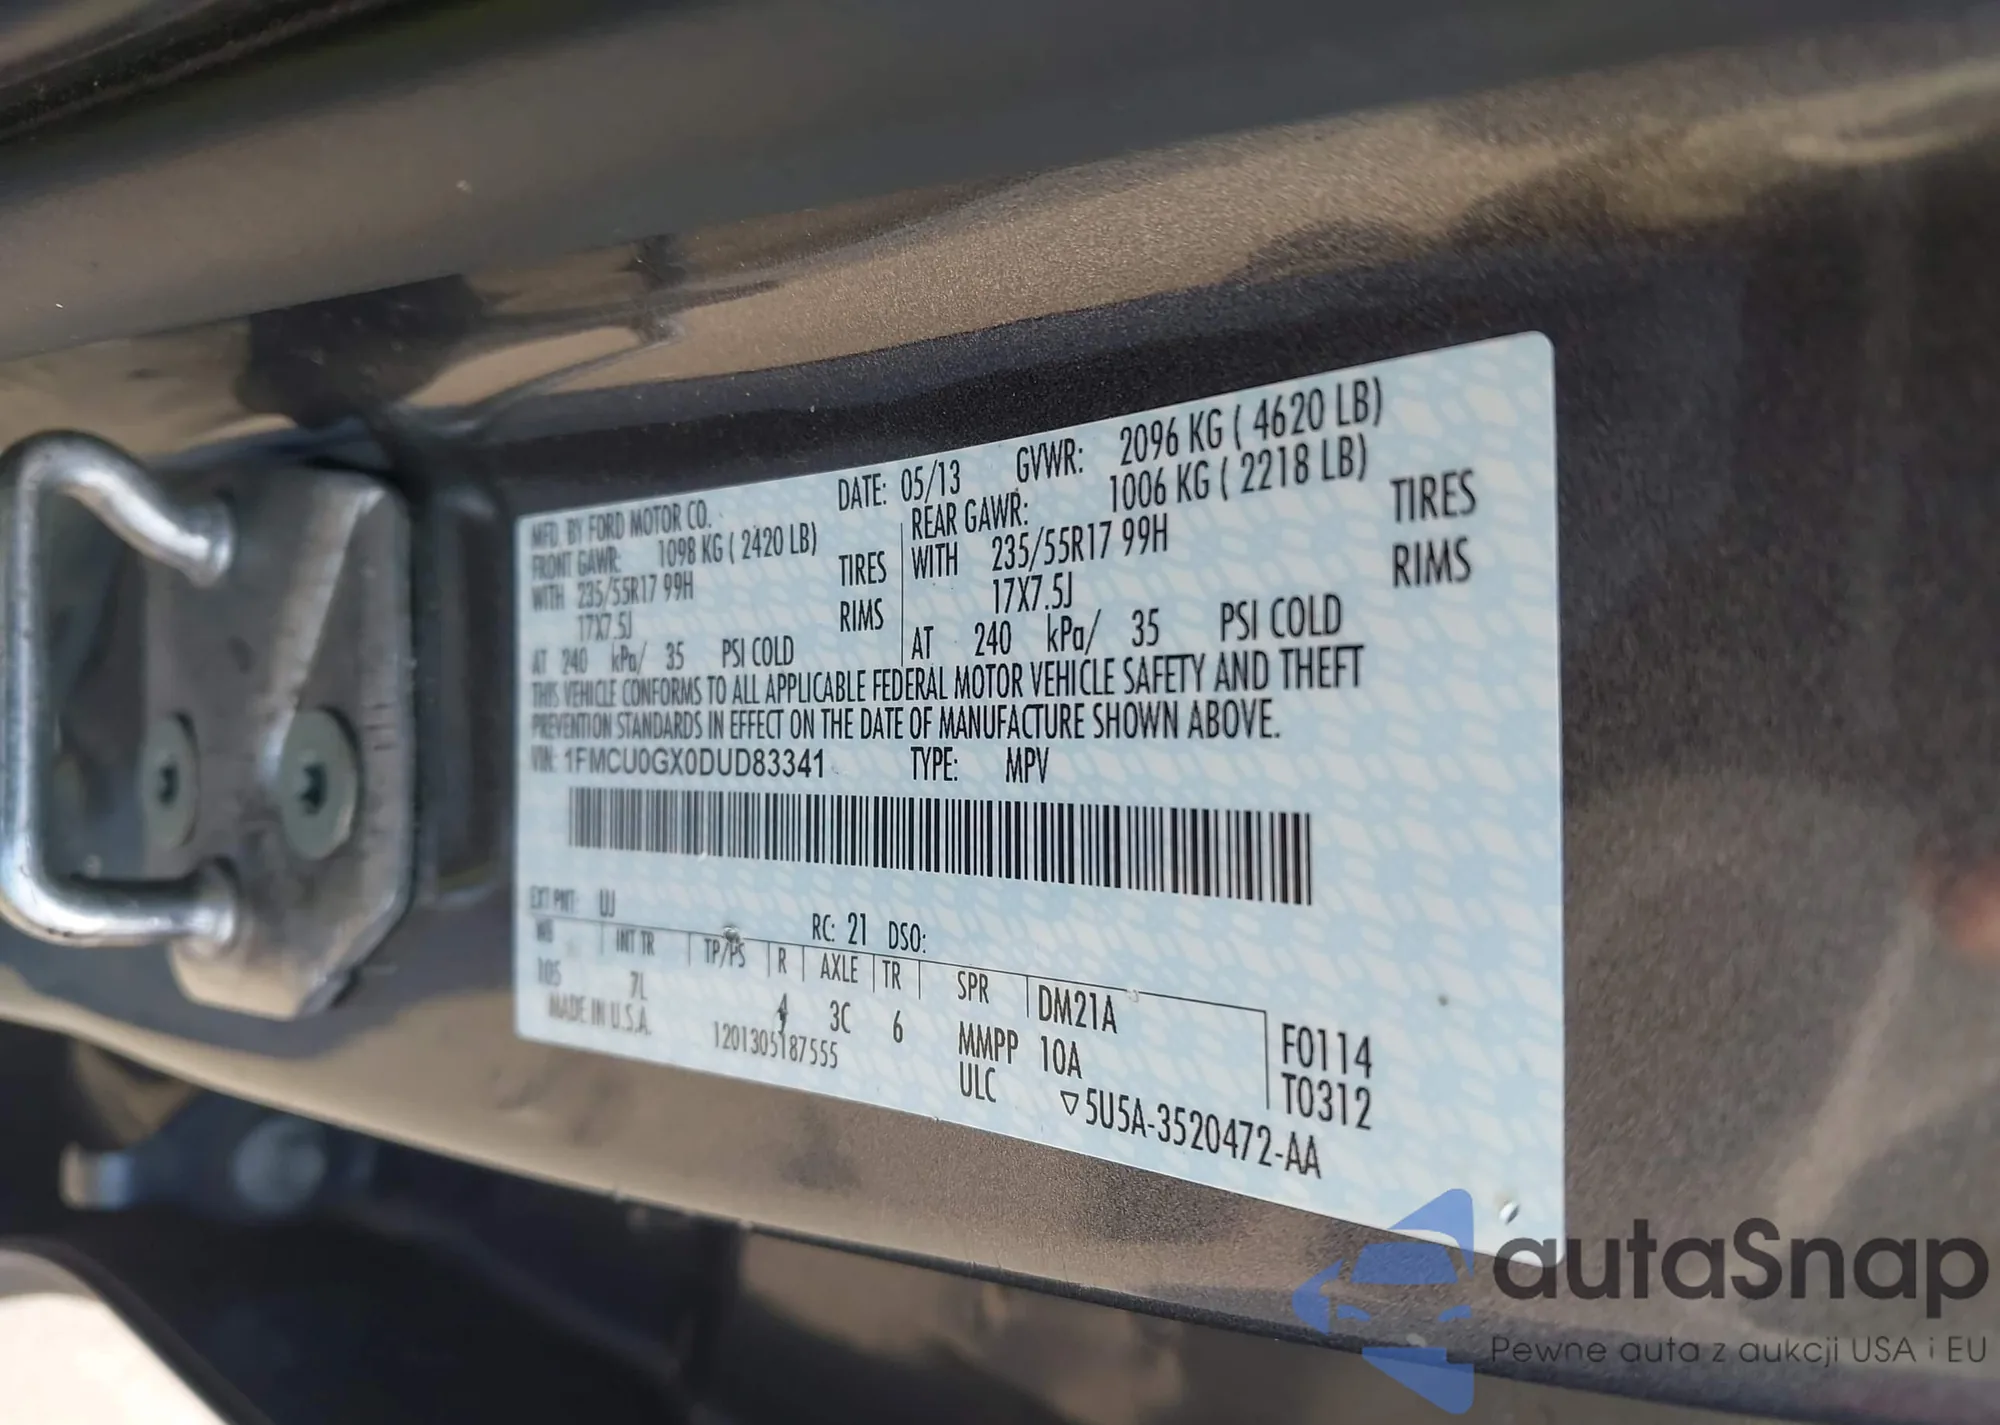 MFD. BY FORD MOTOR CO. DATE: 05/13 GVWR: 2096 KG ( 4620 LB)
FRONT GAWR: 1098 KG ( 2420 LB) REAR GAWR: 1006 KG ( 2218 LB)
WITH 235/55R17 99H TIRES WITH 235/55R17 99H TIRES
17X7.5J RIMS 17X7.5J RIMS
AT 240 kPa/ 35 PSI COLD AT 240 kPa/ 35 PSI COLD
THIS VEHICLE CONFORMS TO ALL APPLICABLE FEDERAL MOTOR VEHICLE SAFETY AND THEFT
PREVENTION STANDARDS IN EFFECT ON THE DATE OF MANUFACTURE SHOWN ABOVE.
VIN: 1FMCU0GX0DUD83341 TYPE: MPV
EXT PNT: UJ RC: 21 DSO:
WB INT TR TP/PS R AXLE TR SPR DM21A F0114
105 7L 4 3C 6 MMPP 10A T0312
MADE IN U.S.A. 1201305187555 ULC ▽5U5A-3520472-AA
autaSnap
Pewne auta z aukcji USA i EU